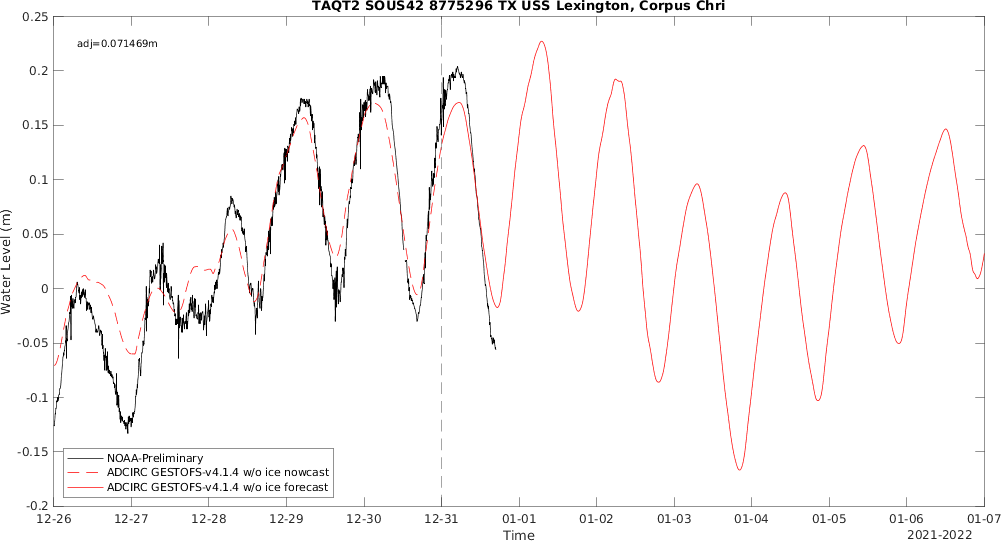 TAQT2 SOUS42 8775296 TX USS Lexington, Corpus Chri
0.25
adj=0.071469m
0.2
0.15
0.1
0.05
0
-0.05
-0.1
-0.15
-0.2
Water Level (m)
NOAA-Preliminary
ADCIRC GESTOFS-v4.1.4 w/o ice nowcast
ADCIRC GESTOFS-v4.1.4 w/o ice forecast
12-26 12-27 12-28 12-29 12-30 12-31 01-01 01-02 01-03 01-04 01-05 01-06 01-07
Time
2021-2022